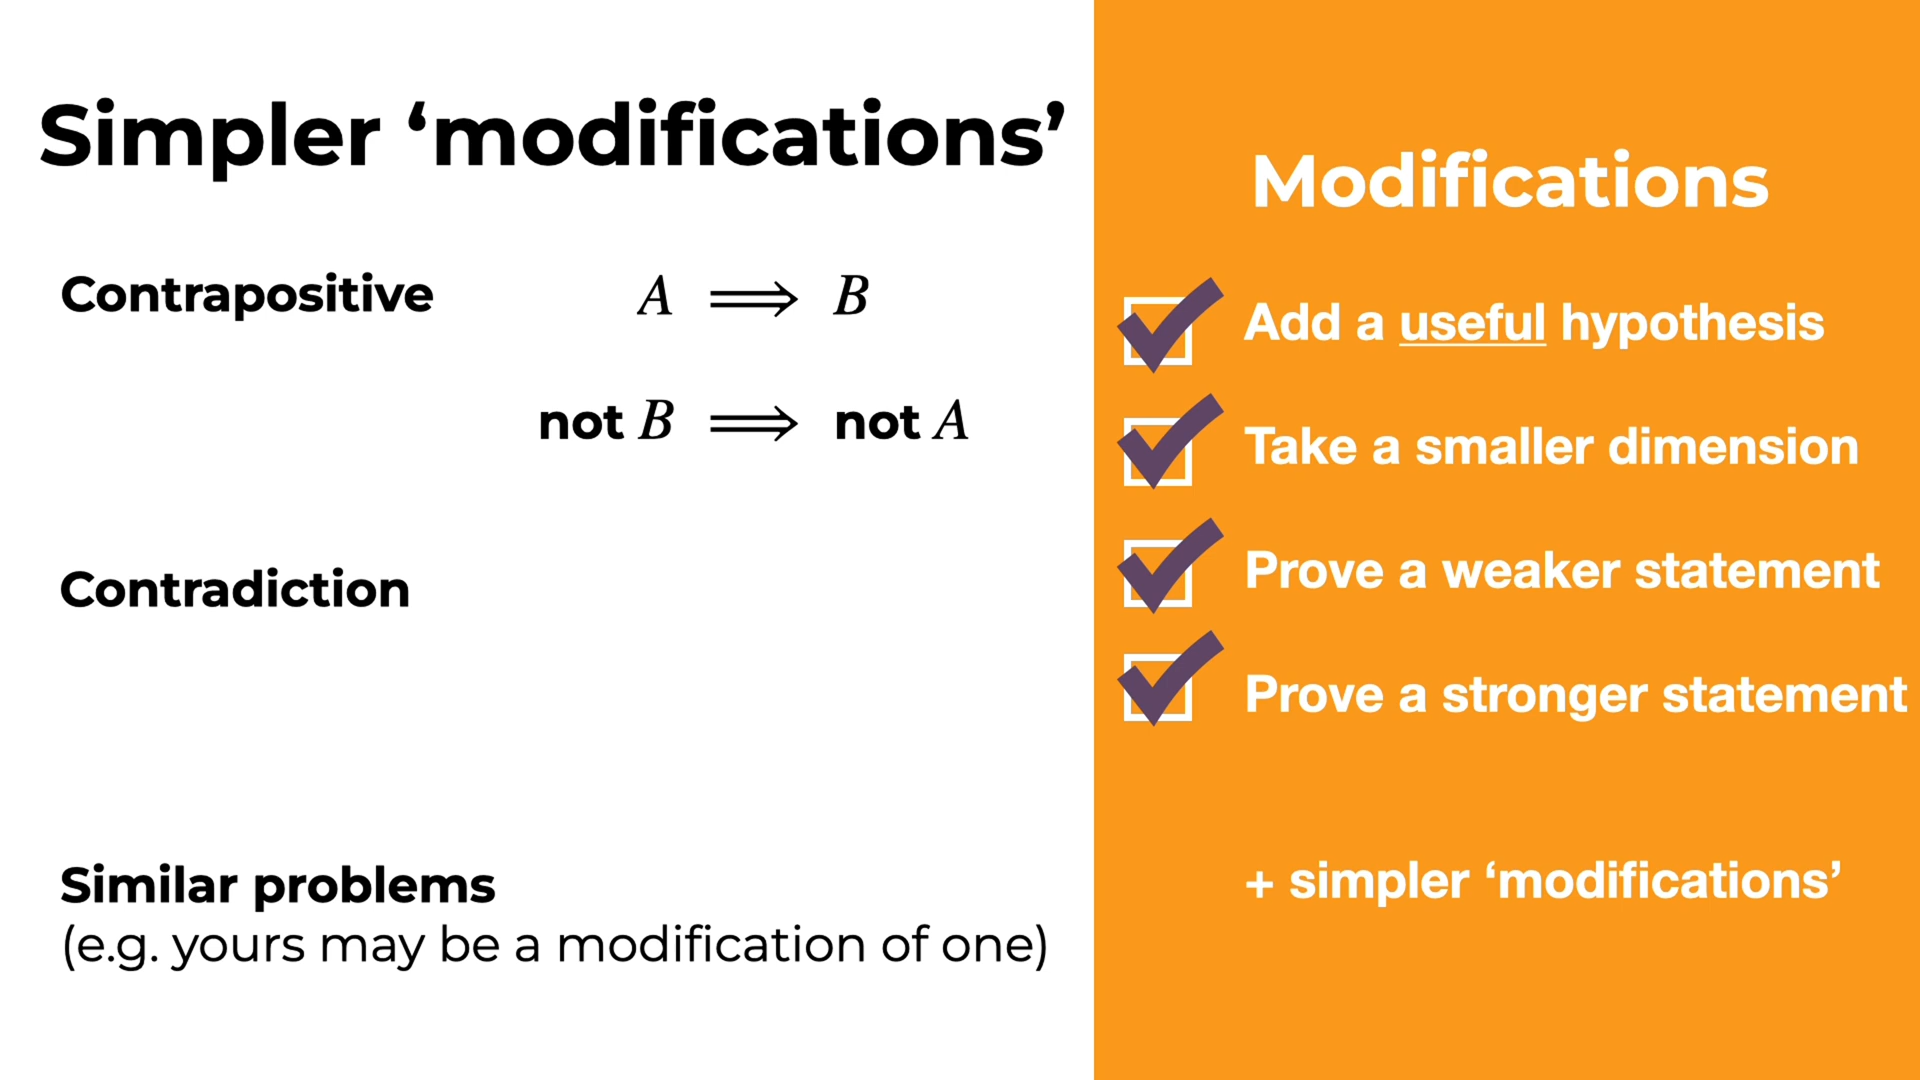 Simpler ‘modifications’
Contrapositive
A ⟹ B
not B ⟹ not A
Contradiction
Similar problems
(e.g. yours may be a modification of one)
Modifications
Add a useful hypothesis
Take a smaller dimension
Prove a weaker statement
Prove a stronger statement
+ simpler ‘modifications’